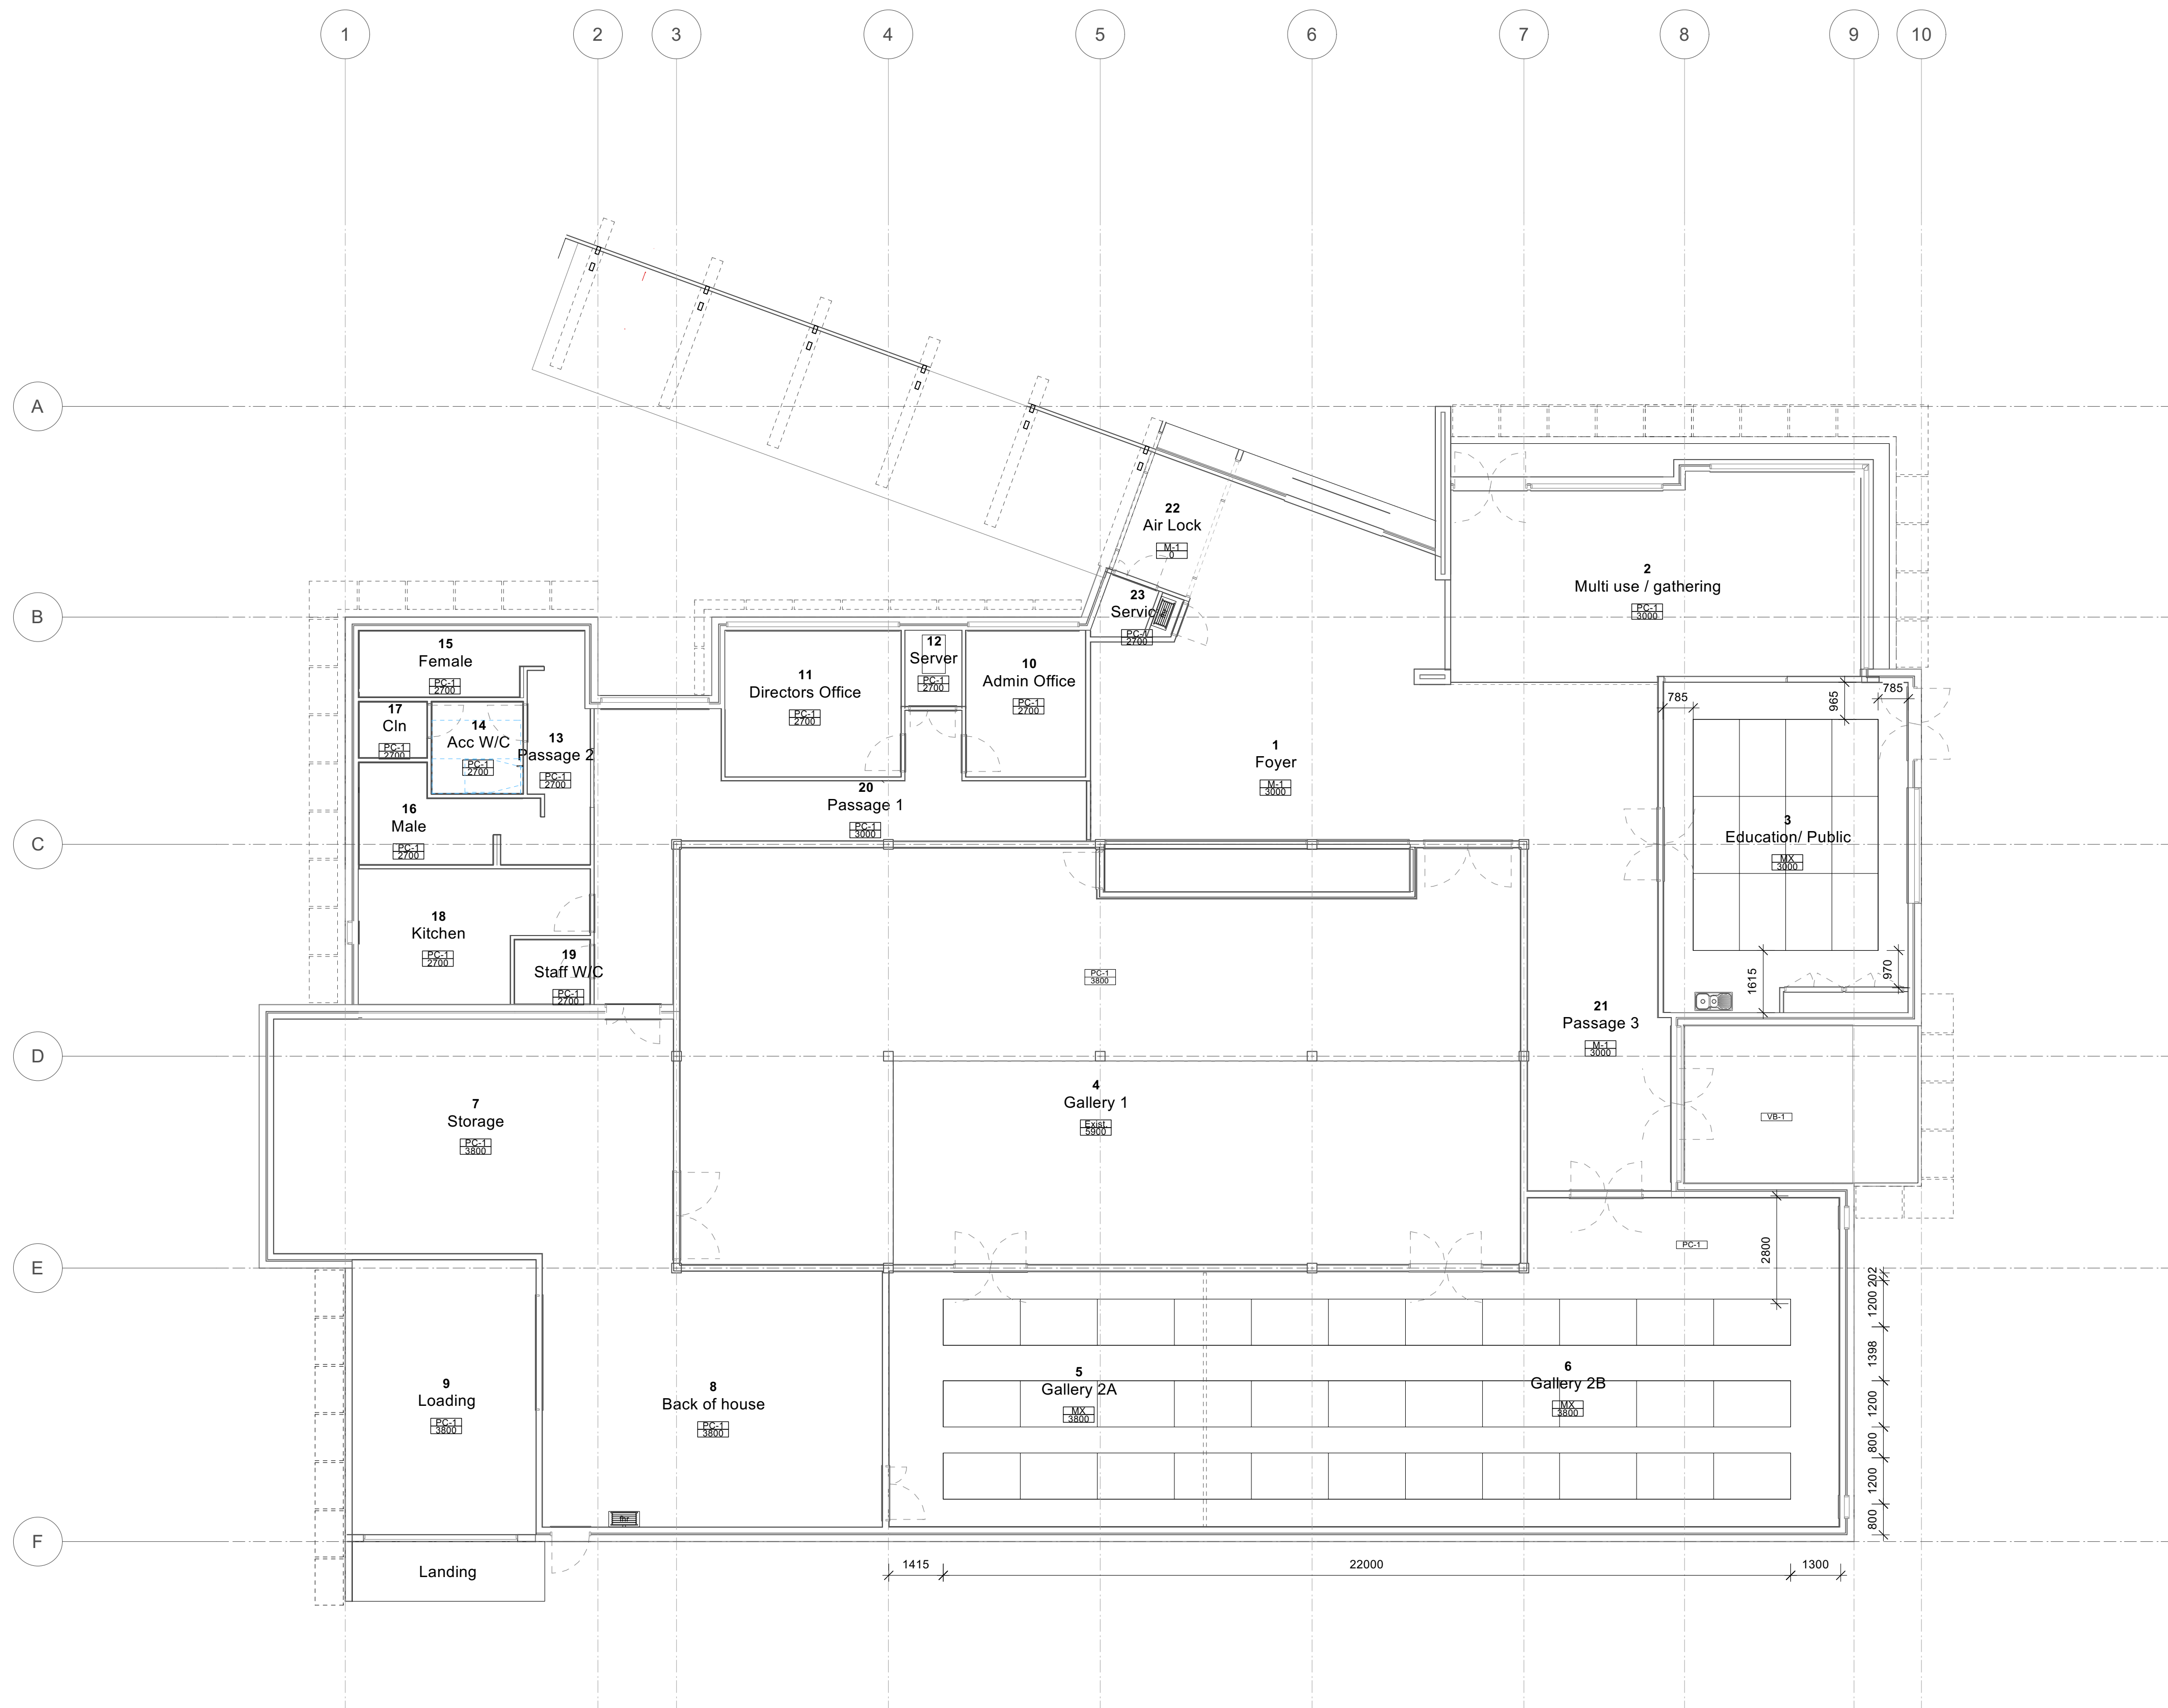 1
2
3
4
5
6
7
8
9
10
A
B
C
D
E
F
22
Air Lock
M-1
0
23
Servic
2700
2
Multi use / gathering
PC-1
3000
15
Female
PC-1
2700
12
Server
PC-1
2700
10
Admin Office
PC-1
2700
11
Directors Office
PC-1
2700
17
Cln
PC-1
2700
14
Acc W/C
PC-1
2700
13
Passage 2
PC-1
2700
785
965
785
1
Foyer
M-1
3000
20
Passage 1
PC-1
3000
16
Male
PC-1
2700
3
Education/ Public
MX
3000
18
Kitchen
PC-1
2700
19
Staff W/C
PC-1
2700
PC-1
3800
1615
970
21
Passage 3
M-1
3000
7
Storage
PC-1
3800
4
Gallery 1
Exist.
5900
VB-1
PC-1
2800
202
1200
1398
1200
800
1200
800
9
Loading
PC-1
3800
8
Back of house
PC-1
3800
5
Gallery 2A
MX
3800
6
Gallery 2B
MX
3800
fhr
Landing
1415
22000
1300